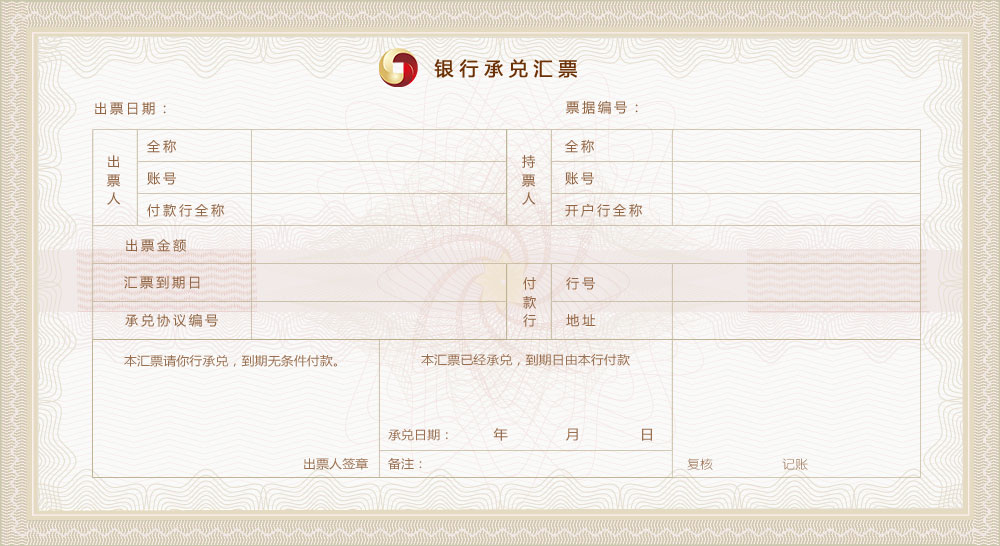 银行承兑汇票
出票日期：
票据编号：
出票人
全称
账号
付款行全称
持票人
全称
账号
开户行全称
出票金额
汇票到期日
承兑协议编号
付款行
行号
地址
本汇票请你行承兑，到期无条件付款。
出票人签章
本汇票已经承兑，到期日由本行付款
承兑日期： 年 月 日
备注：
复核 记账